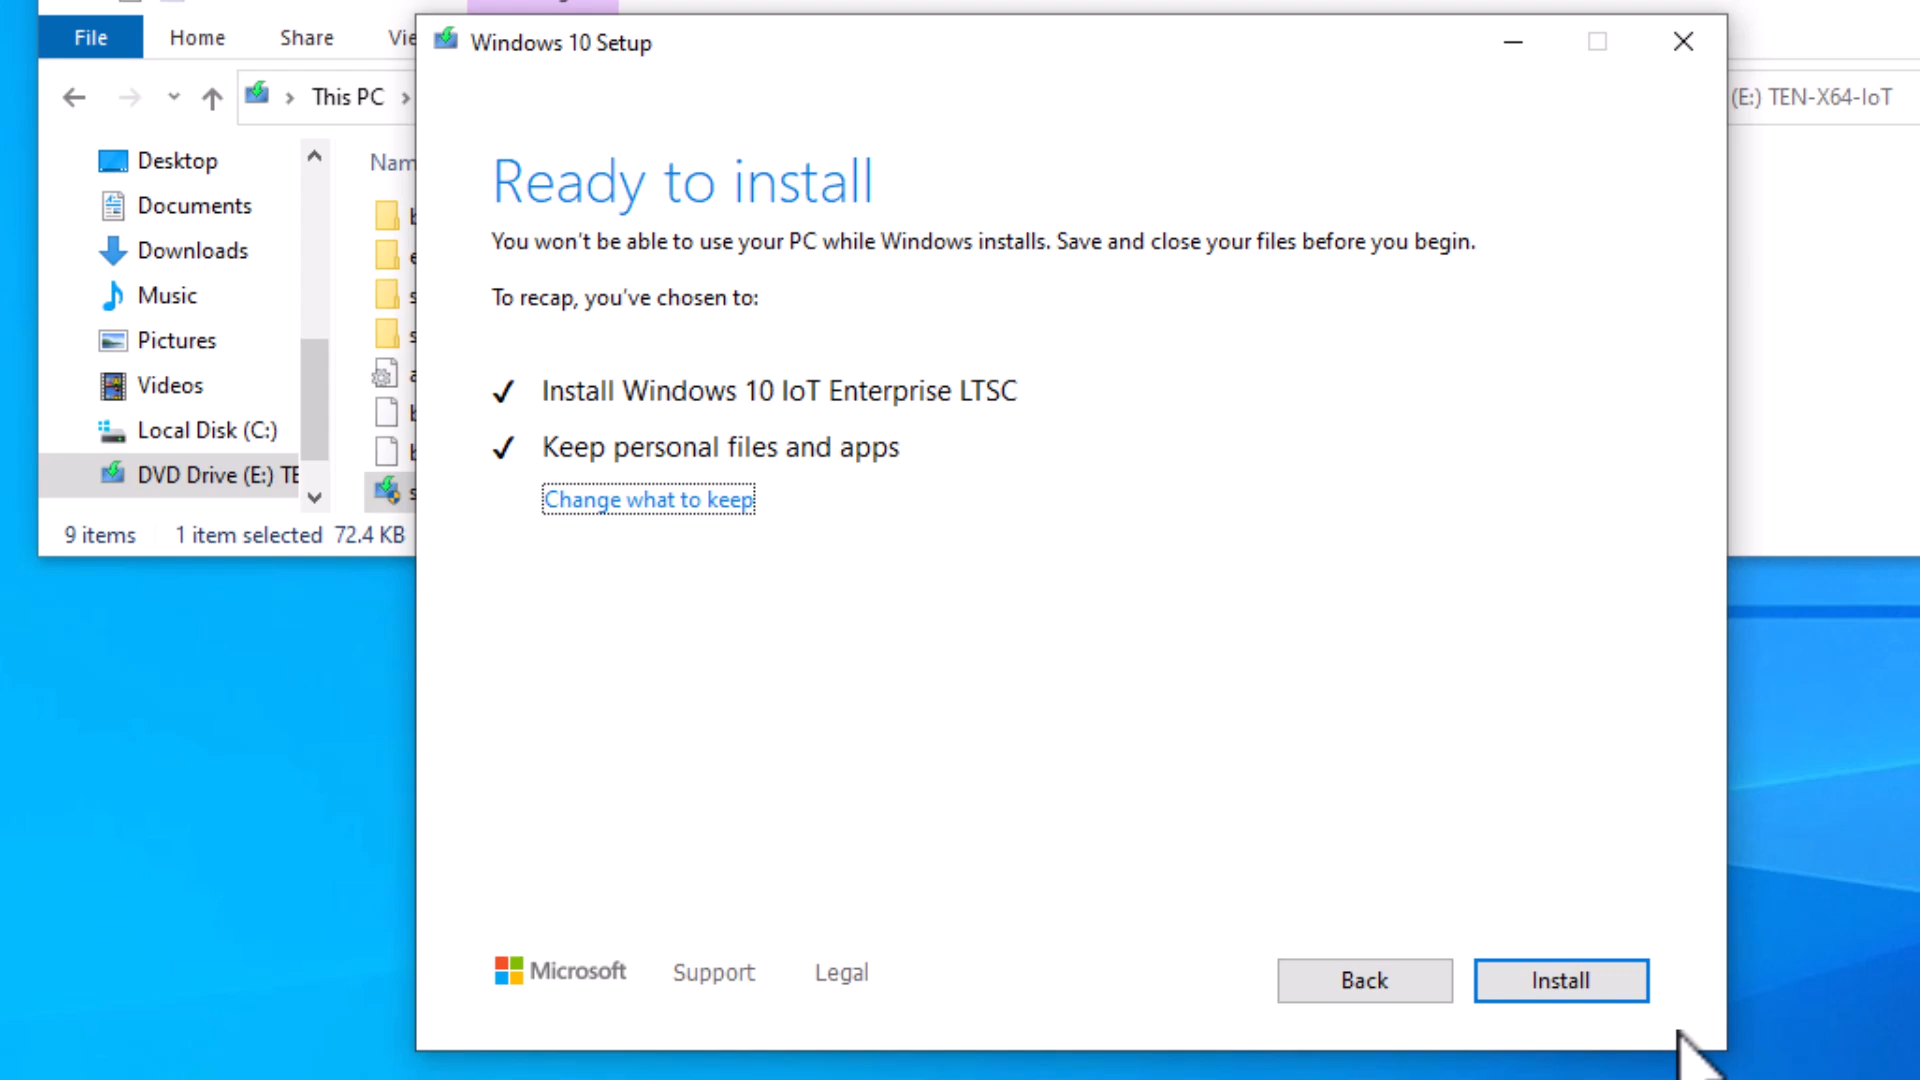 File Home Share
Windows 10 Setup
This PC
(E:) TEN-X64-IoT
Desktop
Documents
Downloads
Music
Pictures
Videos
Local Disk (C:)
DVD Drive (E:)
9 items 1 item selected 72.4 KB
Ready to install
You won't be able to use your PC while Windows installs. Save and close your files before you begin.
To recap, you've chosen to:
Install Windows 10 IoT Enterprise LTSC
Keep personal files and apps
Change what to keep
Microsoft Support Legal
Back Install